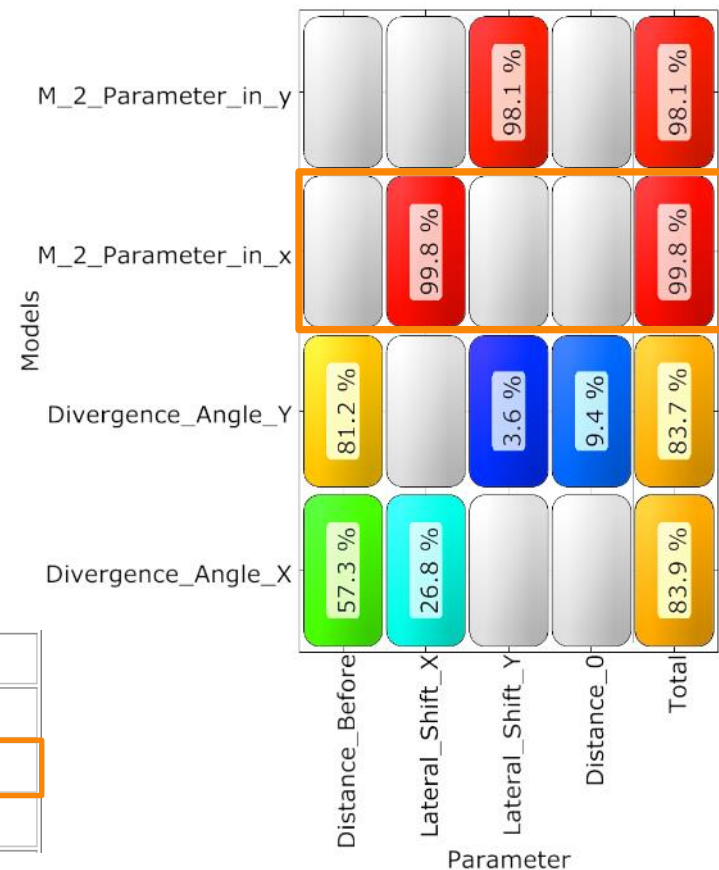 M_2_Parameter_in_y
98.1 %
98.1 %
M_2_Parameter_in_x
99.8 %
99.8 %
Models
Divergence_Angle_Y
81.2 %
3.6 %
9.4 %
83.7 %
Divergence_Angle_X
57.3 %
26.8 %
83.9 %
Distance_Before
Lateral_Shift_X
Lateral_Shift_Y
Distance_0
Total
Parameter